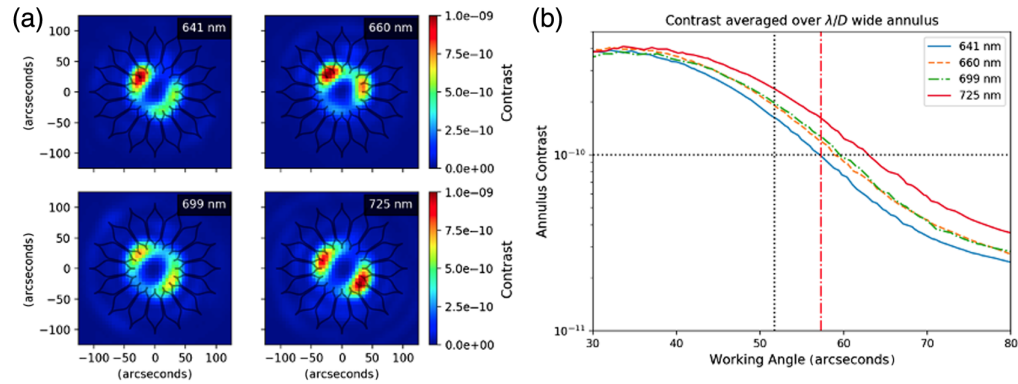 (a)
641 nm
660 nm
1.0e−09
7.5e−10
5.0e−10
2.5e−10
0.0e+00
Contrast
100
50
0
−50
−100
(arcseconds)
699 nm
725 nm
1.0e−09
7.5e−10
5.0e−10
2.5e−10
0.0e+00
Contrast
100
50
0
−50
−100
(arcseconds)
−100 −50 0 50 100
(arcseconds)
−100 −50 0 50 100
(arcseconds)
(b)
Contrast averaged over λ/D wide annulus
641 nm
660 nm
699 nm
725 nm
Annulus Contrast
10⁻¹⁰
10⁻¹¹
30 40 50 60 70 80
Working Angle (arcseconds)